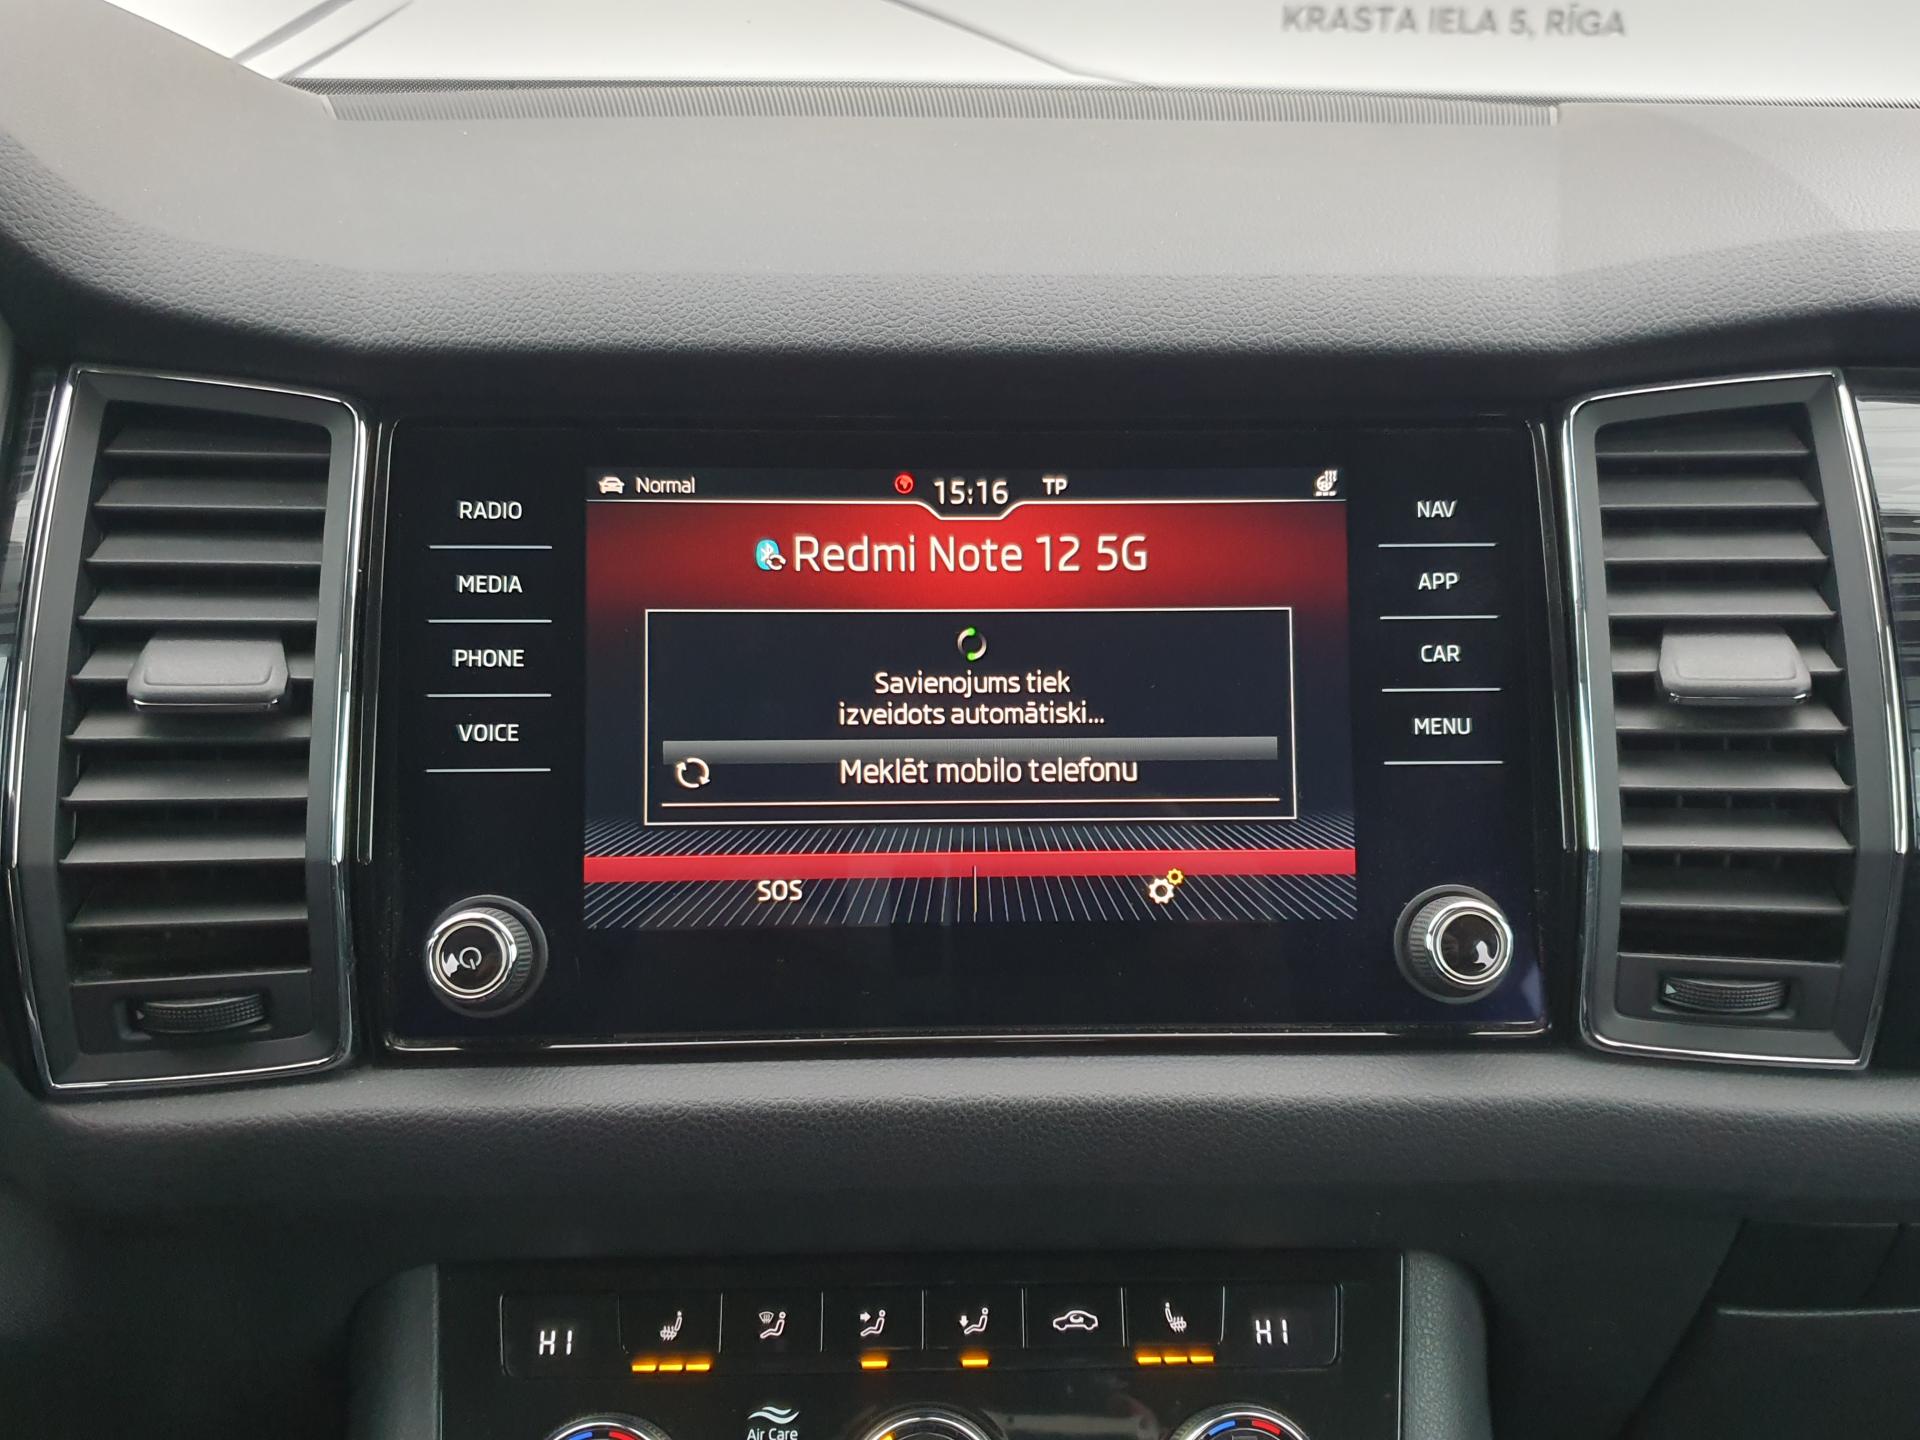 KRASTA IELA 5, RĪGA
RADIO
MEDIA
PHONE
VOICE
Normal
15:16
TP
Redmi Note 12 5G
Savienojums tiek
izveidots automātiski...
Meklēt mobilo telefonu
SOS
NAV
APP
CAR
MENU
HI
HI
Air Care